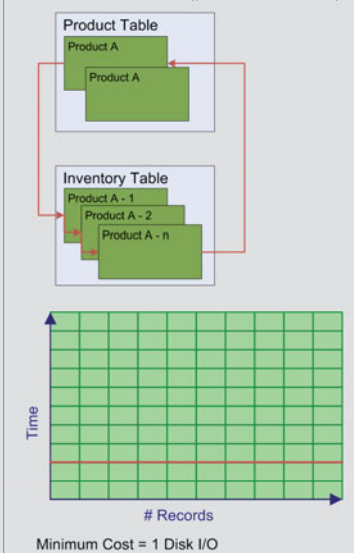 Product Table
Product A
Product A
Inventory Table
Product A - 1
Product A - 2
Product A - n
Time
# Records
Minimum Cost = 1 Disk I/O